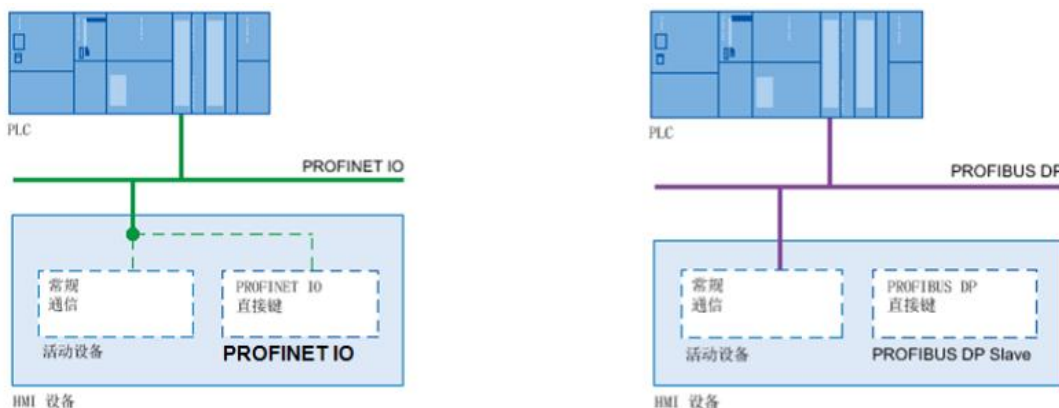 PLC
PROFINET IO
常规
通信
PROFINET IO
直接键
活动设备
PROFINET IO
HMI 设备
PLC
PROFIBUS DP
常规
通信
PROFIBUS DP
直接键
活动设备
PROFIBUS DP Slave
HMI 设备